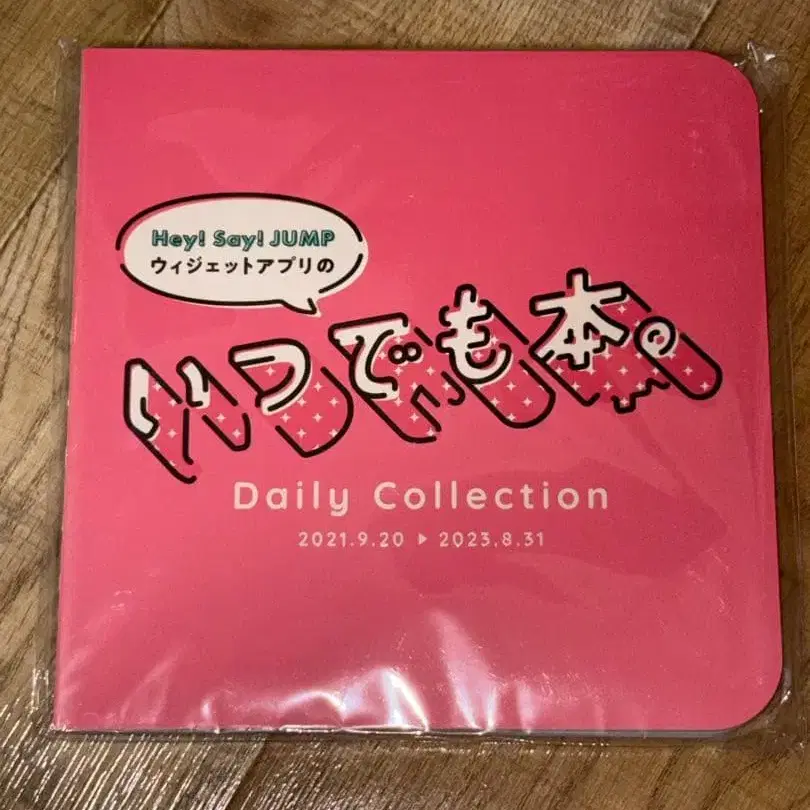 Hey! Say! JUMP
ウィジェットアプリの
いつでも本。
Daily Collection
2021.9.20 ▶ 2023.8.31